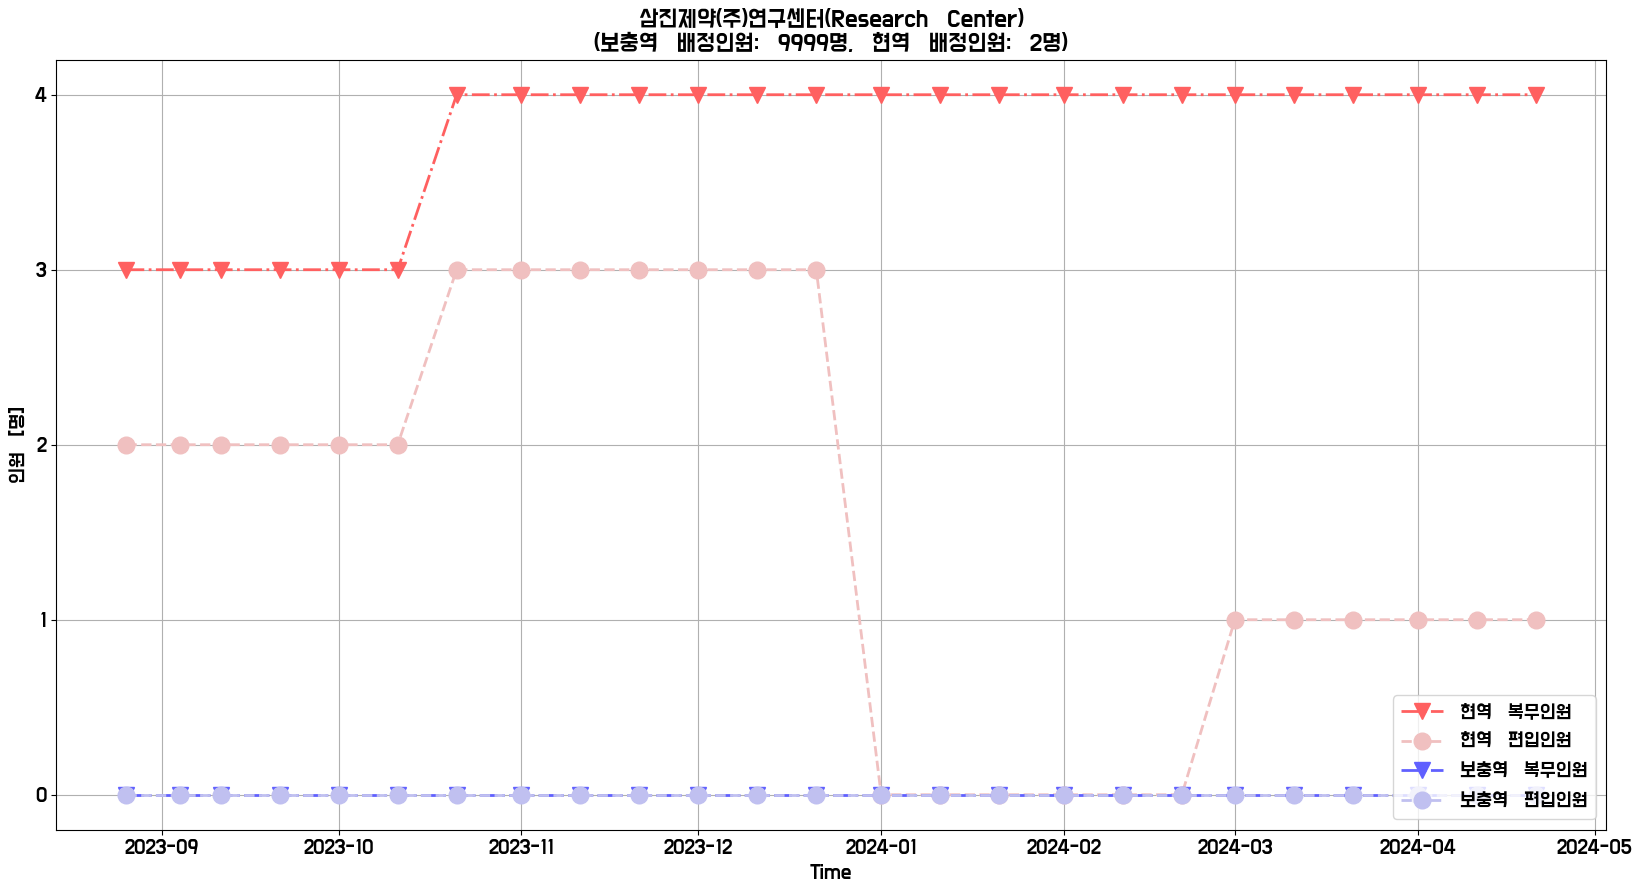 삼진제약(주)연구센터(Research Center)
(보충역 배정인원: 9999명, 현역 배정인원: 2명)
인원 [명]
4
3
2
1
0
현역 복무인원
현역 편입인원
보충역 복무인원
보충역 편입인원
2023-09 2023-10 2023-11 2023-12 2024-01 2024-02 2024-03 2024-04 2024-05
Time